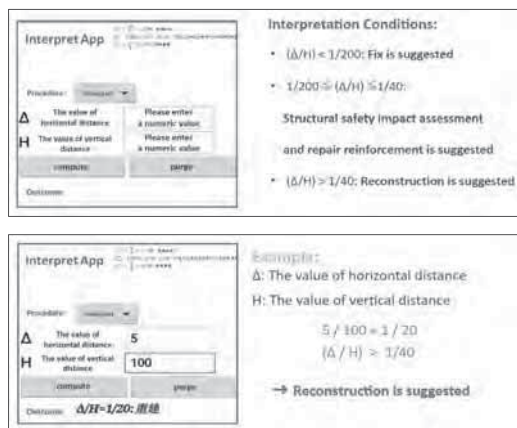 Interpret App
Procedure:
Δ The value of horizontal distance
Please enter a numeric value
H The value of vertical distance
Please enter a numeric value
compute purge
Outcome:
Interpretation Conditions:
• (Δ/H) < 1/200: Fix is suggested
• 1/200 ≦ (Δ/H) ≦ 1/40:
Structural safety impact assessment
and repair reinforcement is suggested
• (Δ/H) > 1/40: Reconstruction is suggested
Interpret App
Procedure:
Δ The value of horizontal distance: 5
H The value of vertical distance 100
compute purge
Outcome: Δ/H=1/20: 重建
Example:
Δ: The value of horizontal distance
H: The value of vertical distance
5 / 100 = 1 / 20
(Δ / H) > 1/40
→ Reconstruction is suggested